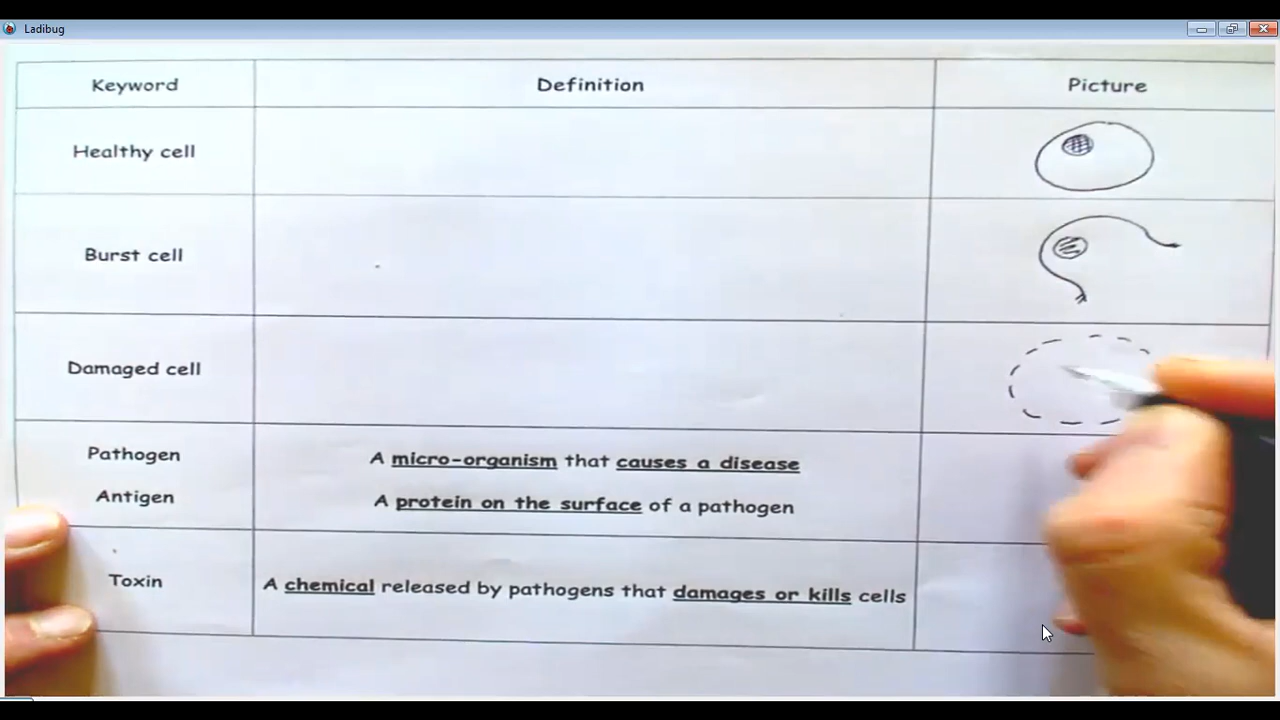 Ladibug
Keyword Definition Picture
Healthy cell
Burst cell
Damaged cell
Pathogen A micro-organism that causes a disease
Antigen A protein on the surface of a pathogen
Toxin A chemical released by pathogens that damages or kills cells